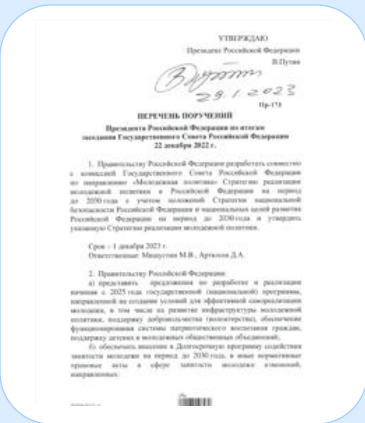 УТВЕРЖДАЮ
Президент Российской Федерации
В.Путин
29.1.2023
Пр-173
ПЕРЕЧЕНЬ ПОРУЧЕНИЙ
Президента Российской Федерации по итогам
заседания Государственного Совета Российской Федерации
22 декабря 2022 г.
1. Правительству Российской Федерации разработать совместно
с комиссией Государственного Совета Российской Федерации
по направлению «Молодежная политика» Стратегию реализации
молодежной политики в Российской Федерации на период
до 2030 года с учетом положений Стратегии национальной
безопасности Российской Федерации и национальных целей развития
Российской Федерации на период до 2030 года и утвердить
указанную Стратегию реализации молодежной политики.
Срок – 1 декабря 2023 г.
Ответственные: Мишустин М.В., Артюхов Д.А.
2. Правительству Российской Федерации:
а) представить предложения по разработке и реализации
начиная с 2025 года государственной (национальной) программы,
направленной на создание условий для эффективной самореализации
молодежи, в том числе на развитие инфраструктуры молодежной
политики, поддержку добровольчества (волонтерства), обеспечение
функционирования системы патриотического воспитания граждан,
поддержку детских и молодежных общественных объединений;
б) обеспечить внесение в Долгосрочную программу содействия
занятости молодежи на период до 2030 года, в иные нормативные
правовые акты в сфере занятости молодежи изменений,
направленных: